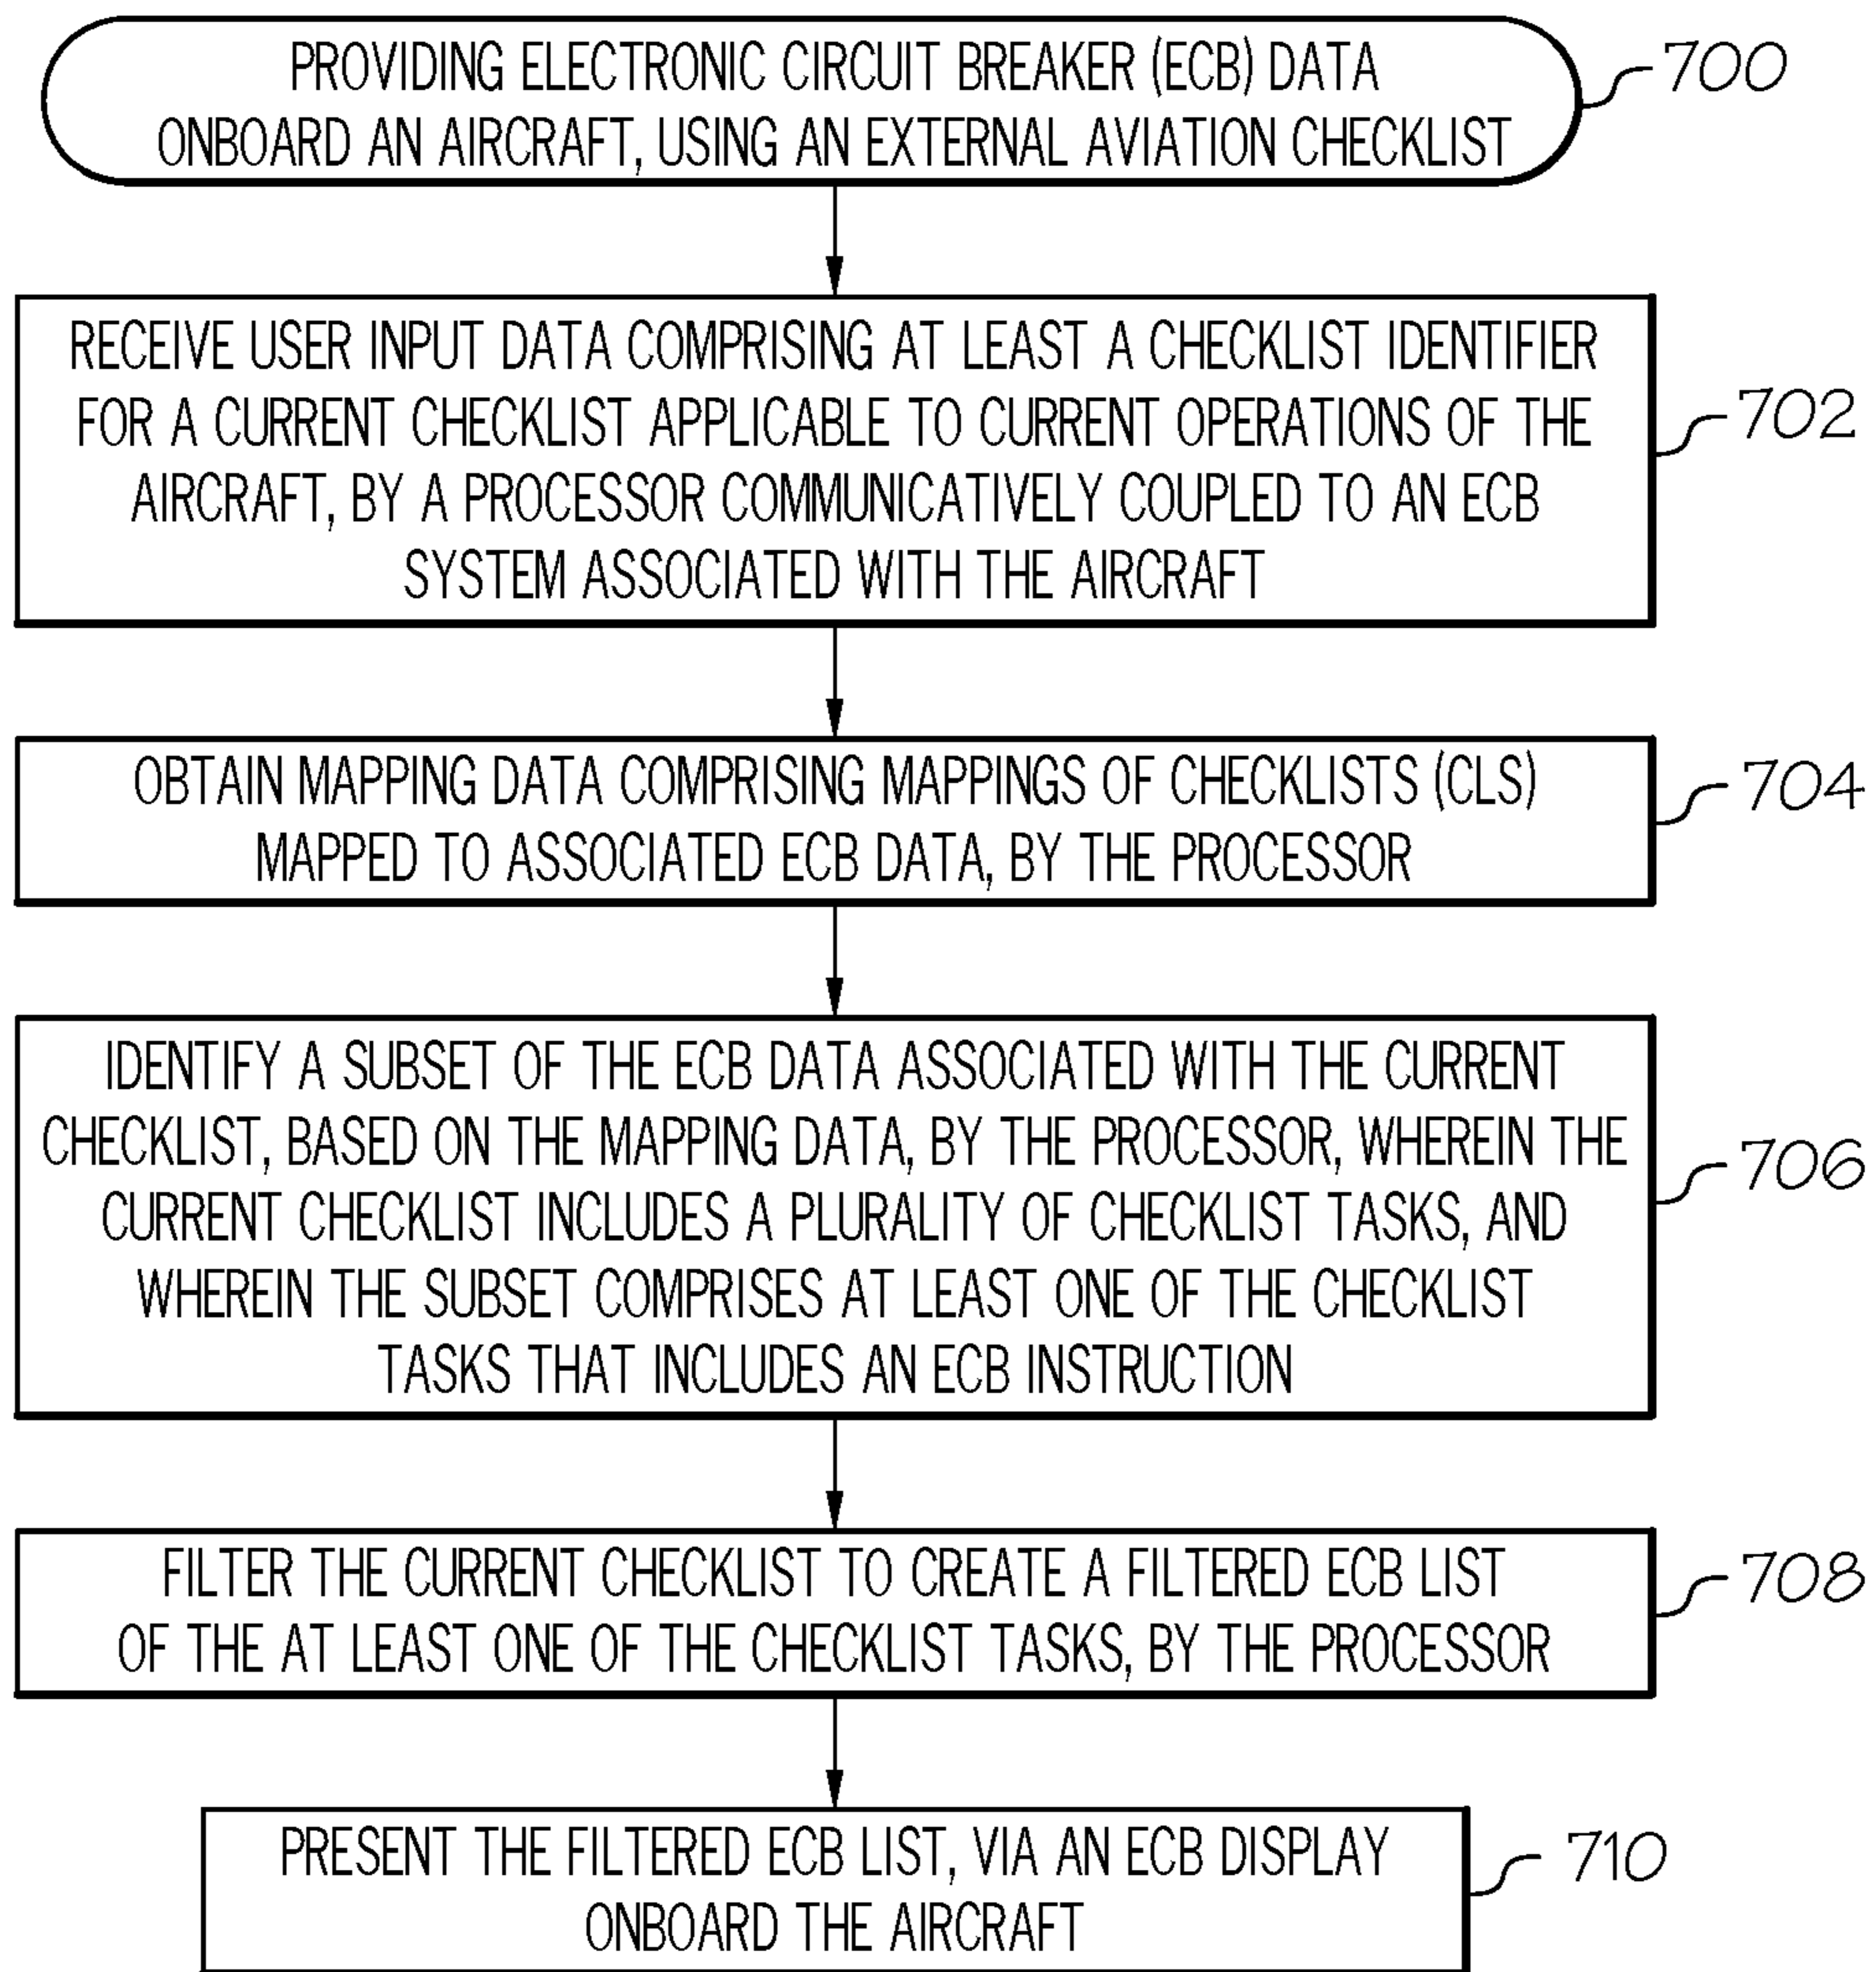 PROVIDING ELECTRONIC CIRCUIT BREAKER (ECB) DATA
ONBOARD AN AIRCRAFT, USING AN EXTERNAL AVIATION CHECKLIST
700
RECEIVE USER INPUT DATA COMPRISING AT LEAST A CHECKLIST IDENTIFIER
FOR A CURRENT CHECKLIST APPLICABLE TO CURRENT OPERATIONS OF THE
AIRCRAFT, BY A PROCESSOR COMMUNICATIVELY COUPLED TO AN ECB
SYSTEM ASSOCIATED WITH THE AIRCRAFT
702
OBTAIN MAPPING DATA COMPRISING MAPPINGS OF CHECKLISTS (CLS)
MAPPED TO ASSOCIATED ECB DATA, BY THE PROCESSOR
704
IDENTIFY A SUBSET OF THE ECB DATA ASSOCIATED WITH THE CURRENT
CHECKLIST, BASED ON THE MAPPING DATA, BY THE PROCESSOR, WHEREIN THE
CURRENT CHECKLIST INCLUDES A PLURALITY OF CHECKLIST TASKS, AND
WHEREIN THE SUBSET COMPRISES AT LEAST ONE OF THE CHECKLIST
TASKS THAT INCLUDES AN ECB INSTRUCTION
706
FILTER THE CURRENT CHECKLIST TO CREATE A FILTERED ECB LIST
OF THE AT LEAST ONE OF THE CHECKLIST TASKS, BY THE PROCESSOR
708
PRESENT THE FILTERED ECB LIST, VIA AN ECB DISPLAY
ONBOARD THE AIRCRAFT
710